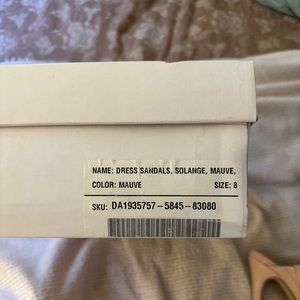 NAME: DRESS SANDALS, SOLANGE, MAUVE,
COLOR: MAUVE SIZE: 8
SKU: DA1935757-5845-83080